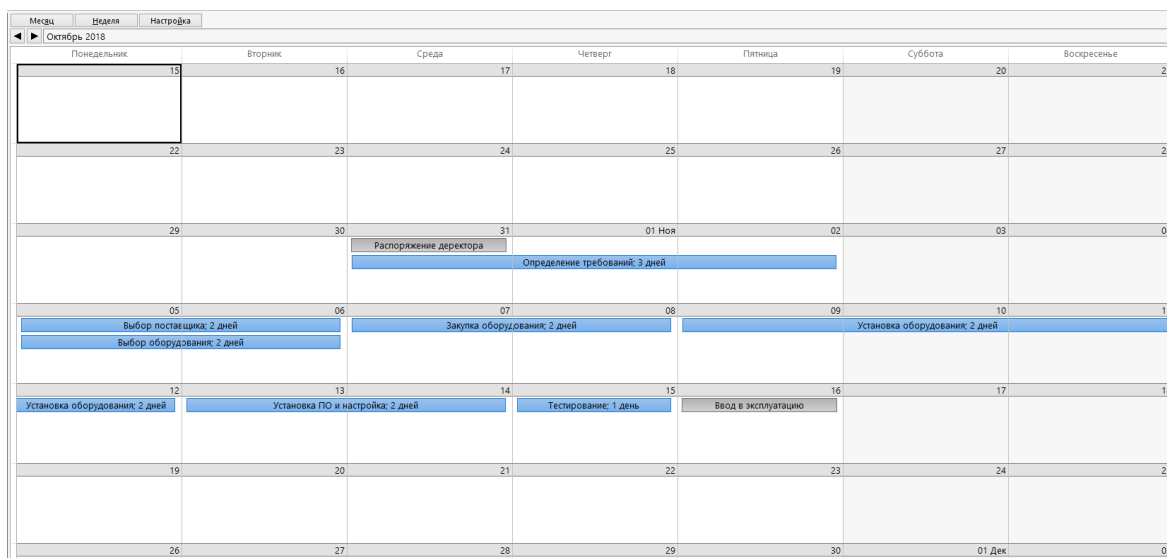 Месяц Неделя Настройка
Октябрь 2018
Понедельник Вторник Среда Четверг Пятница Суббота Воскресенье
15 16 17 18 19 20
22 23 24 25 26 27
29 30 31 01 Ноя 02 03
Распоряжение деректора
Определение требований; 3 дней
05 06 07 08 09 10
Выбор поставщика; 2 дней Закупка оборудования; 2 дней Установка оборудования; 2 дней
Выбор оборудования; 2 дней
12 13 14 15 16 17
Установка оборудования; 2 дней Установка ПО и настройка; 2 дней Тестирование; 1 день Ввод в эксплуатацию
19 20 21 22 23 24
26 27 28 29 30 01 Дек